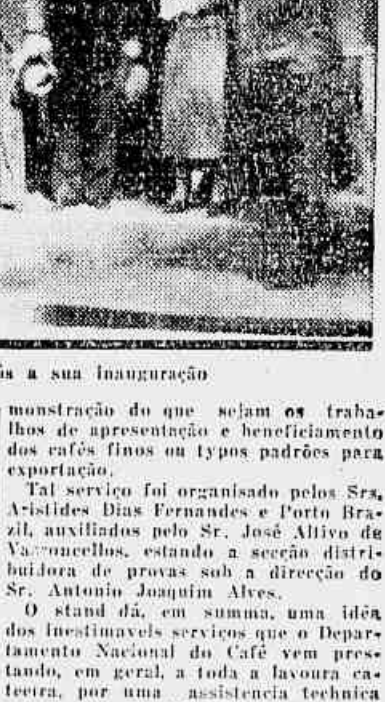 ós a sua inauguração
monstração do que sejam os traba-
lhos de apresentação e beneficiamento
dos cafés finos ou typos padrões para
exportação.
Tal serviço foi organisado pelos Srs.
Aristides Dias Fernandes e Porto Bra-
zil, auxiliados pelo Sr. José Altivo de
Vasconcellos, estando a secção distri-
buidora de provas sob a direcção do
Sr. Antonio Joaquim Alves.
O stand dá, em summa, uma idéa
dos inestimaveis serviços que o Depar-
tamento Nacional do Café vem pres-
tando, em geral, a toda a lavoura ca-
feeira, por uma assistencia technica